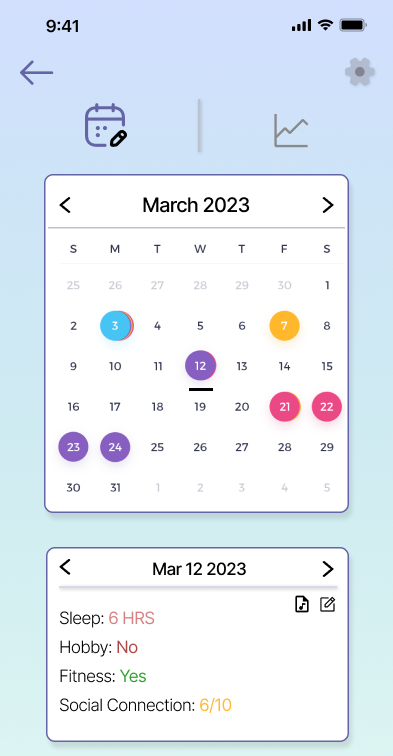 9:41
March 2023
S M T W T F S
25 26 27 28 29 30 1
2 3 4 5 6 7 8
9 10 11 12 13 14 15
16 17 18 19 20 21 22
23 24 25 26 27 28 29
30 31 1 2 3 4 5
Mar 12 2023
Sleep: 6 HRS
Hobby: No
Fitness: Yes
Social Connection: 6/10